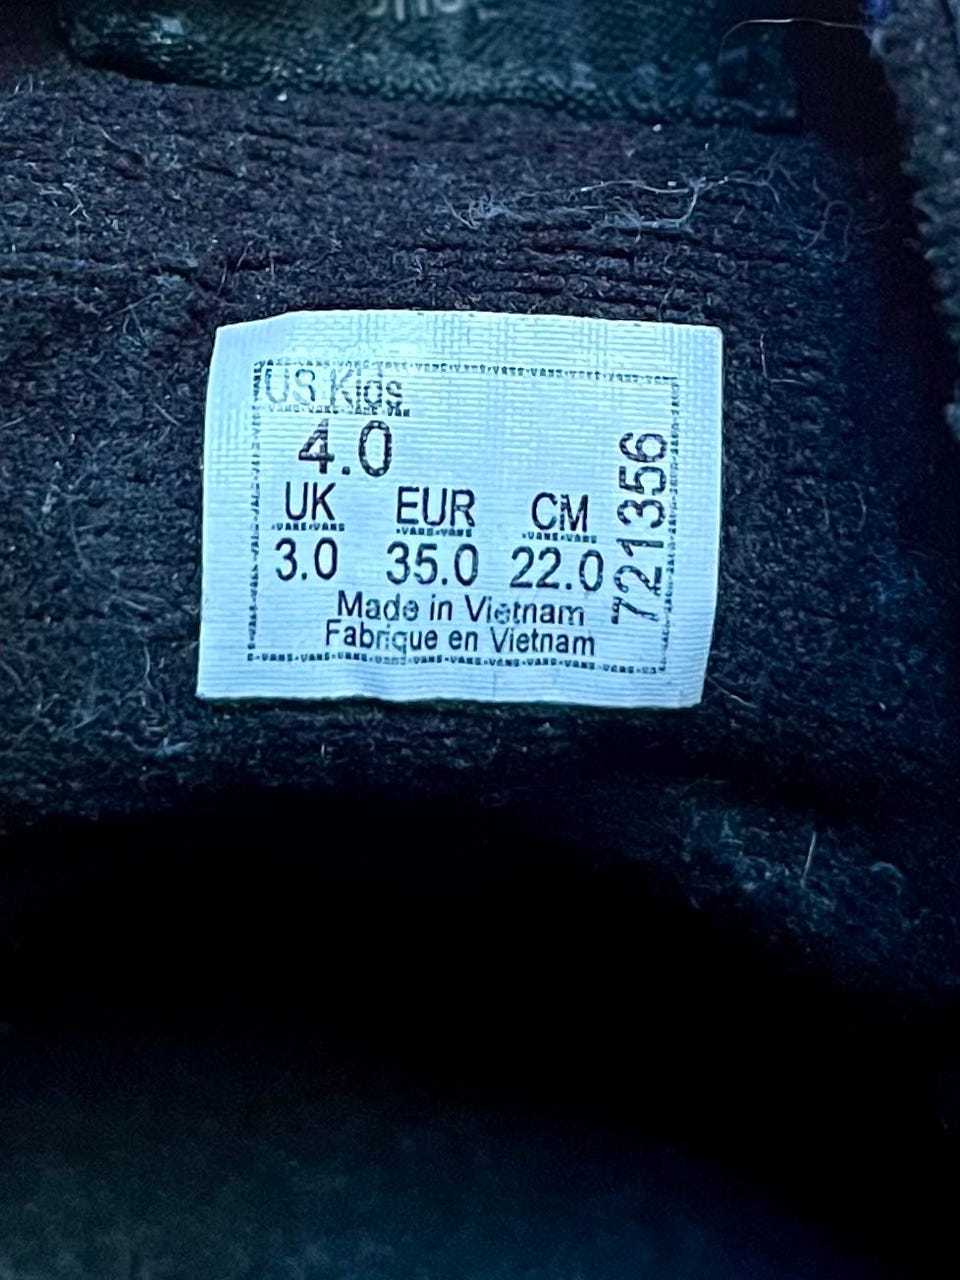 US Kids
4.0
UK EUR CM
3.0 35.0 22.0
Made in Vietnam
Fabrique en Vietnam
721356